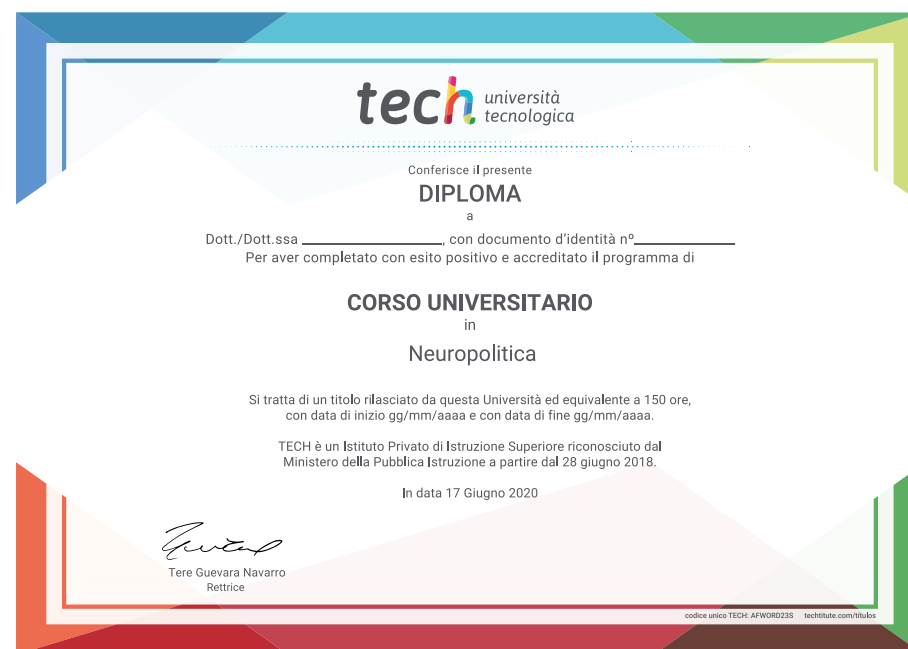 tech università
tecnologica
Conferisce il presente
DIPLOMA
a
Dott./Dott.ssa ____________________, con documento d'identità nº______________
Per aver completato con esito positivo e accreditato il programma di
CORSO UNIVERSITARIO
in
Neuropolitica
Si tratta di un titolo rilasciato da questa Università ed equivalente a 150 ore,
con data di inizio gg/mm/aaaa e con data di fine gg/mm/aaaa.
TECH è un Istituto Privato di Istruzione Superiore riconosciuto dal
Ministero della Pubblica Istruzione a partire dal 28 giugno 2018.
In data 17 Giugno 2020
Tere Guevara Navarro
Rettrice
codice unico TECH: AFWORD23S techtitute.com/titulos